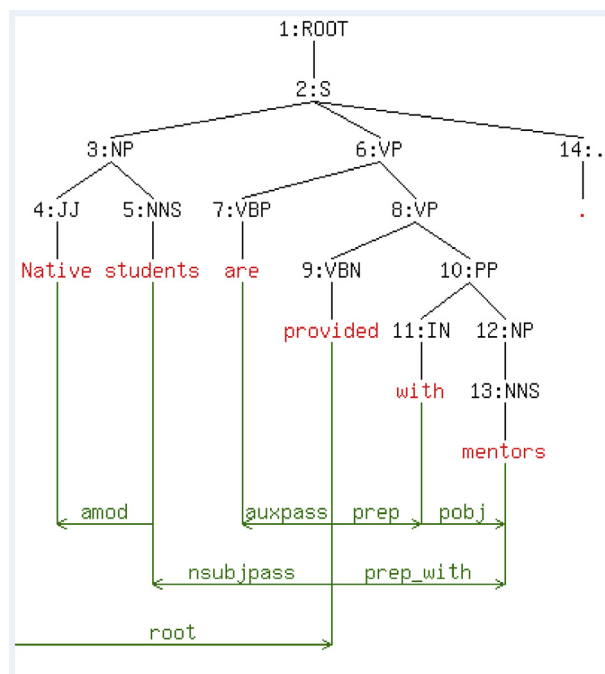 1:ROOT
2:S
3:NP 6:VP 14:.
4:JJ 5:NNS 7:VBP 8:VP .
Native students are 9:VBN 10:PP
provided 11:IN 12:NP
with 13:NNS
mentors
amod auxpass prep pobj
nsubjpass prep_with
root